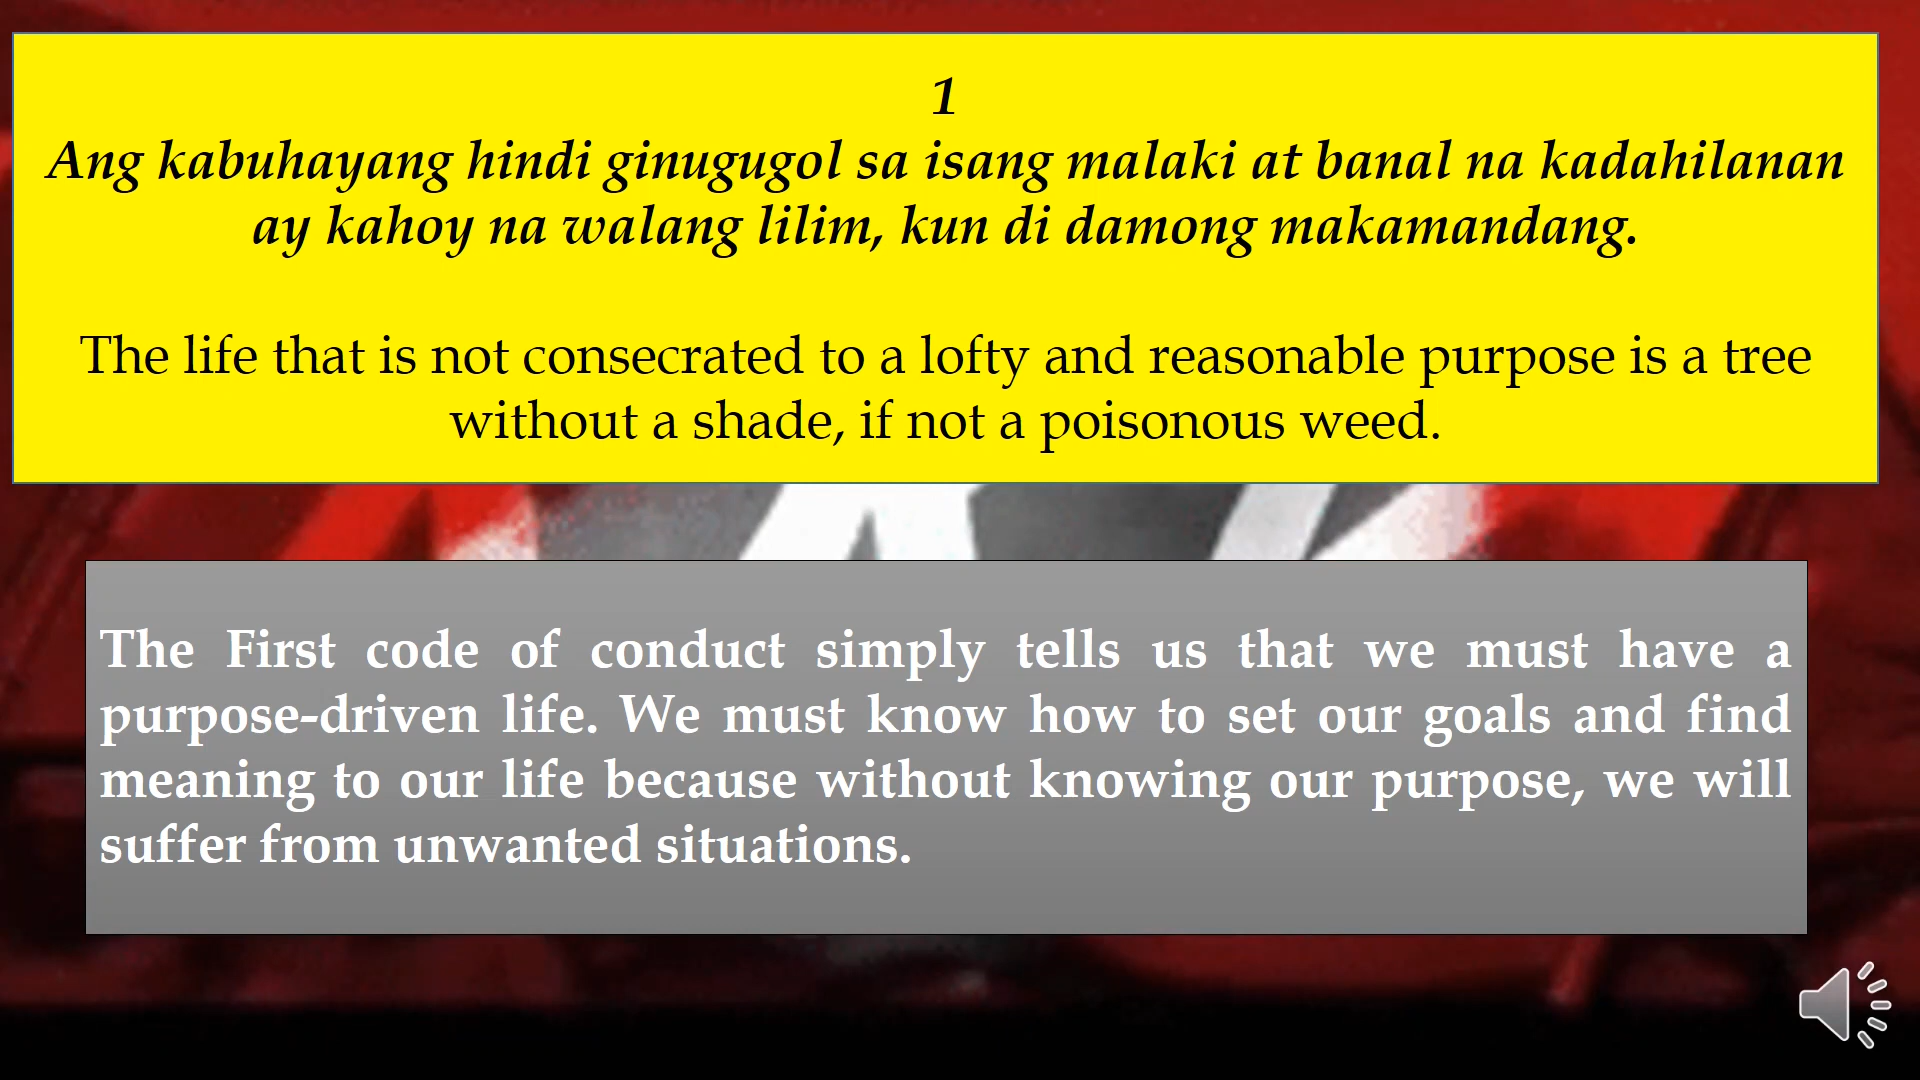 1
Ang kabuhayang hindi ginugugol sa isang malaki at banal na kadahilanan
ay kahoy na walang lilim, kun di damong makamandang.
The life that is not consecrated to a lofty and reasonable purpose is a tree
without a shade, if not a poisonous weed.
The First code of conduct simply tells us that we must have a
purpose-driven life. We must know how to set our goals and find
meaning to our life because without knowing our purpose, we will
suffer from unwanted situations.